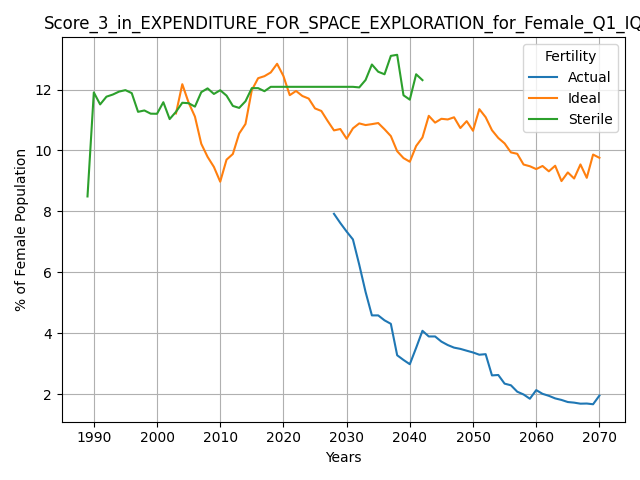 Score_3_in_EXPENDITURE_FOR_SPACE_EXPLORATION_for_Female_Q1_IQ
Fertility
Actual
Ideal
Sterile
% of Female Population
12
10
8
6
4
2
1990 2000 2010 2020 2030 2040 2050 2060 2070
Years